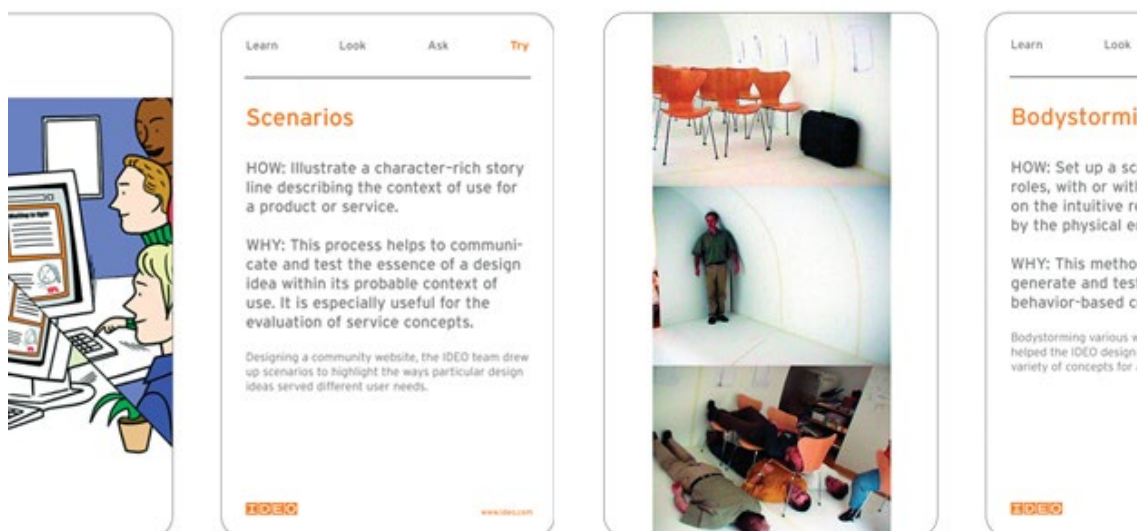 Learn Look Ask Try
Scenarios
HOW: Illustrate a character-rich story
line describing the context of use for
a product or service.
WHY: This process helps to communi-
cate and test the essence of a design
idea within its probable context of
use. It is especially useful for the
evaluation of service concepts.
Designing a community website, the IDEO team drew
up scenarios to highlight the ways particular design
ideas served different user needs.
IDEO www.ideo.com
Learn Look
Bodystormi
HOW: Set up a sc
roles, with or wit
on the intuitive re
by the physical e
WHY: This metho
generate and tes
behavior-based c
Bodystorming various w
helped the IDEO design
variety of concepts for
IDEO